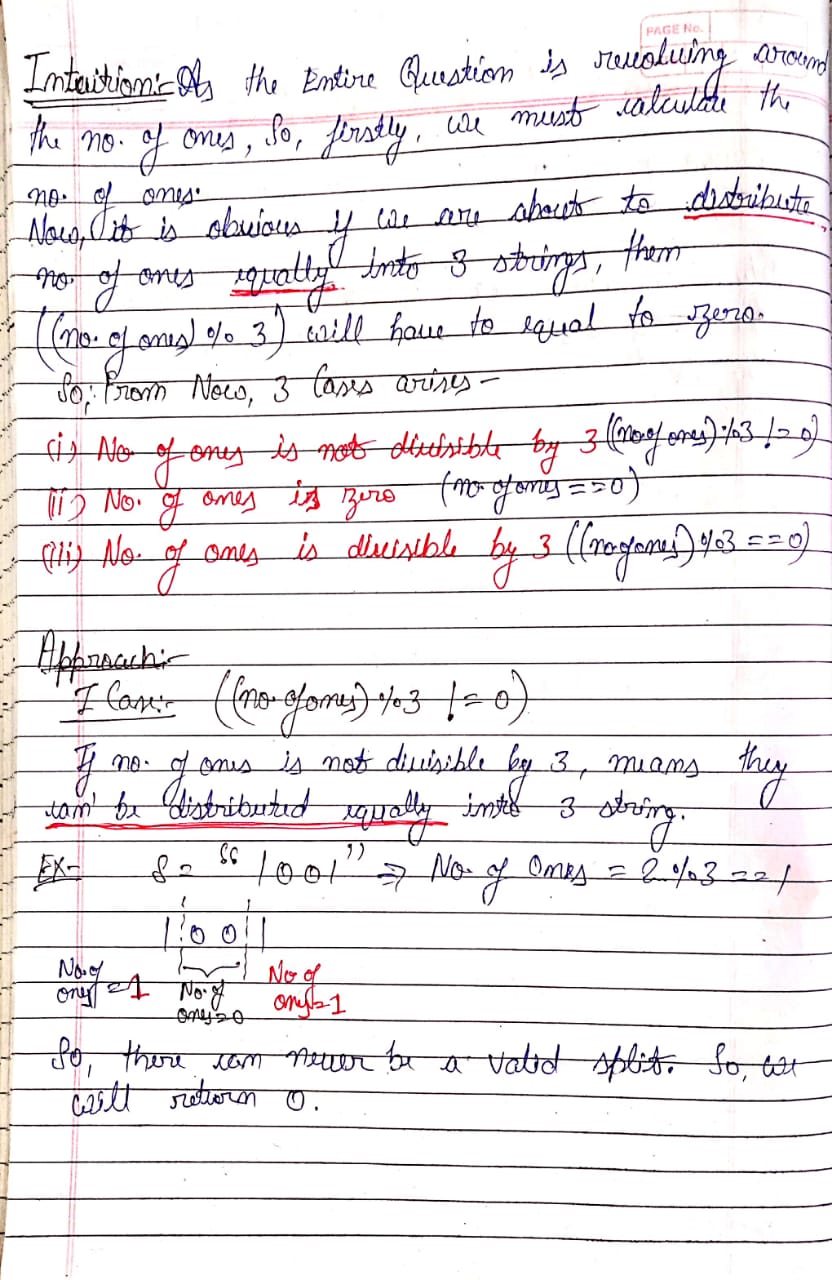 PAGE No.
Intuition:- As the Entire Question is revolving around
the no. of ones, So, firstly, we must calculate the
no. of ones.
Now, it is obvious if we are about to distribute
no. of ones equally into 3 strings, then
((no. of ones) % 3) will have to equal to zero.
So, From Now, 3 Cases arises -
(i) No. of ones is not divisible by 3 ((no of ones) % 3 != 0)
(ii) No. of ones is zero (no. of ones == 0)
(iii) No. of ones is divisible by 3 ((no of ones) % 3 == 0)
Approach:-
I Case:- ((no. of ones) % 3 != 0)
If no. of ones is not divisible by 3, means they
can' be distributed equally into 3 string.
EX- S = "1001" => No. of Ones = 2 % 3 == 1
1 | 0 0 | 1
No. of ones = 1 No. of ones = 0 No of ones = 1
So, there can never be a valid split. So, we
will return 0.